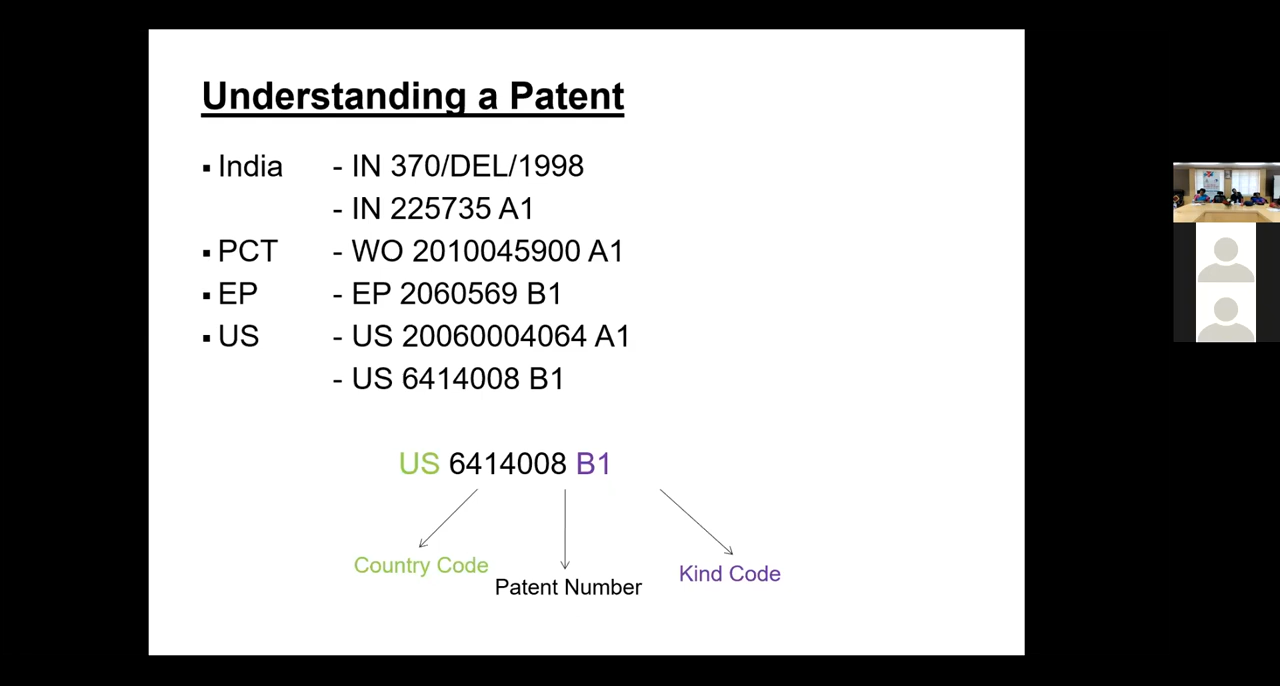 Understanding a Patent
▪ India - IN 370/DEL/1998
- IN 225735 A1
▪ PCT - WO 2010045900 A1
▪ EP - EP 2060569 B1
▪ US - US 20060004064 A1
- US 6414008 B1
US 6414008 B1
Country Code
Patent Number
Kind Code